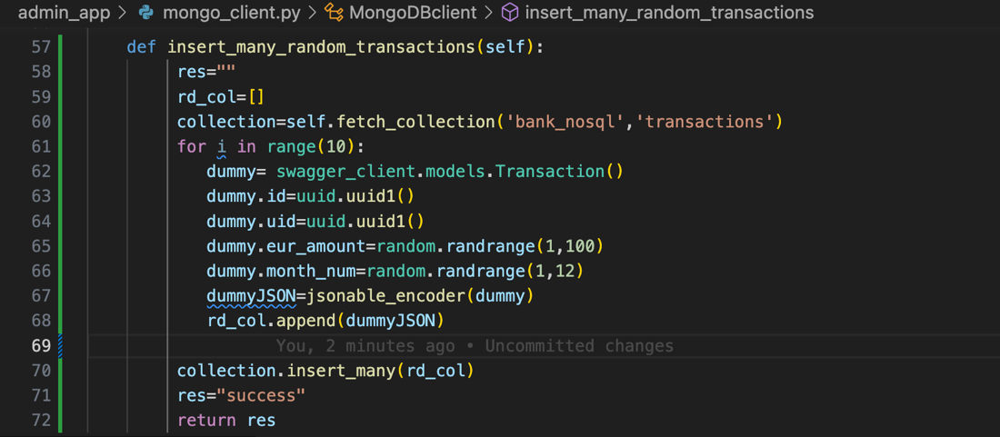 admin_app > mongo_client.py > MongoDBclient > insert_many_random_transactions
57 def insert_many_random_transactions(self):
58 res=""
59 rd_col=[]
60 collection=self.fetch_collection('bank_nosql','transactions')
61 for i in range(10):
62 dummy= swagger_client.models.Transaction()
63 dummy.id=uuid.uuid1()
64 dummy.uid=uuid.uuid1()
65 dummy.eur_amount=random.randrange(1,100)
66 dummy.month_num=random.randrange(1,12)
67 dummyJSON=jsonable_encoder(dummy)
68 rd_col.append(dummyJSON)
69 You, 2 minutes ago • Uncommitted changes
70 collection.insert_many(rd_col)
71 res="success"
72 return res